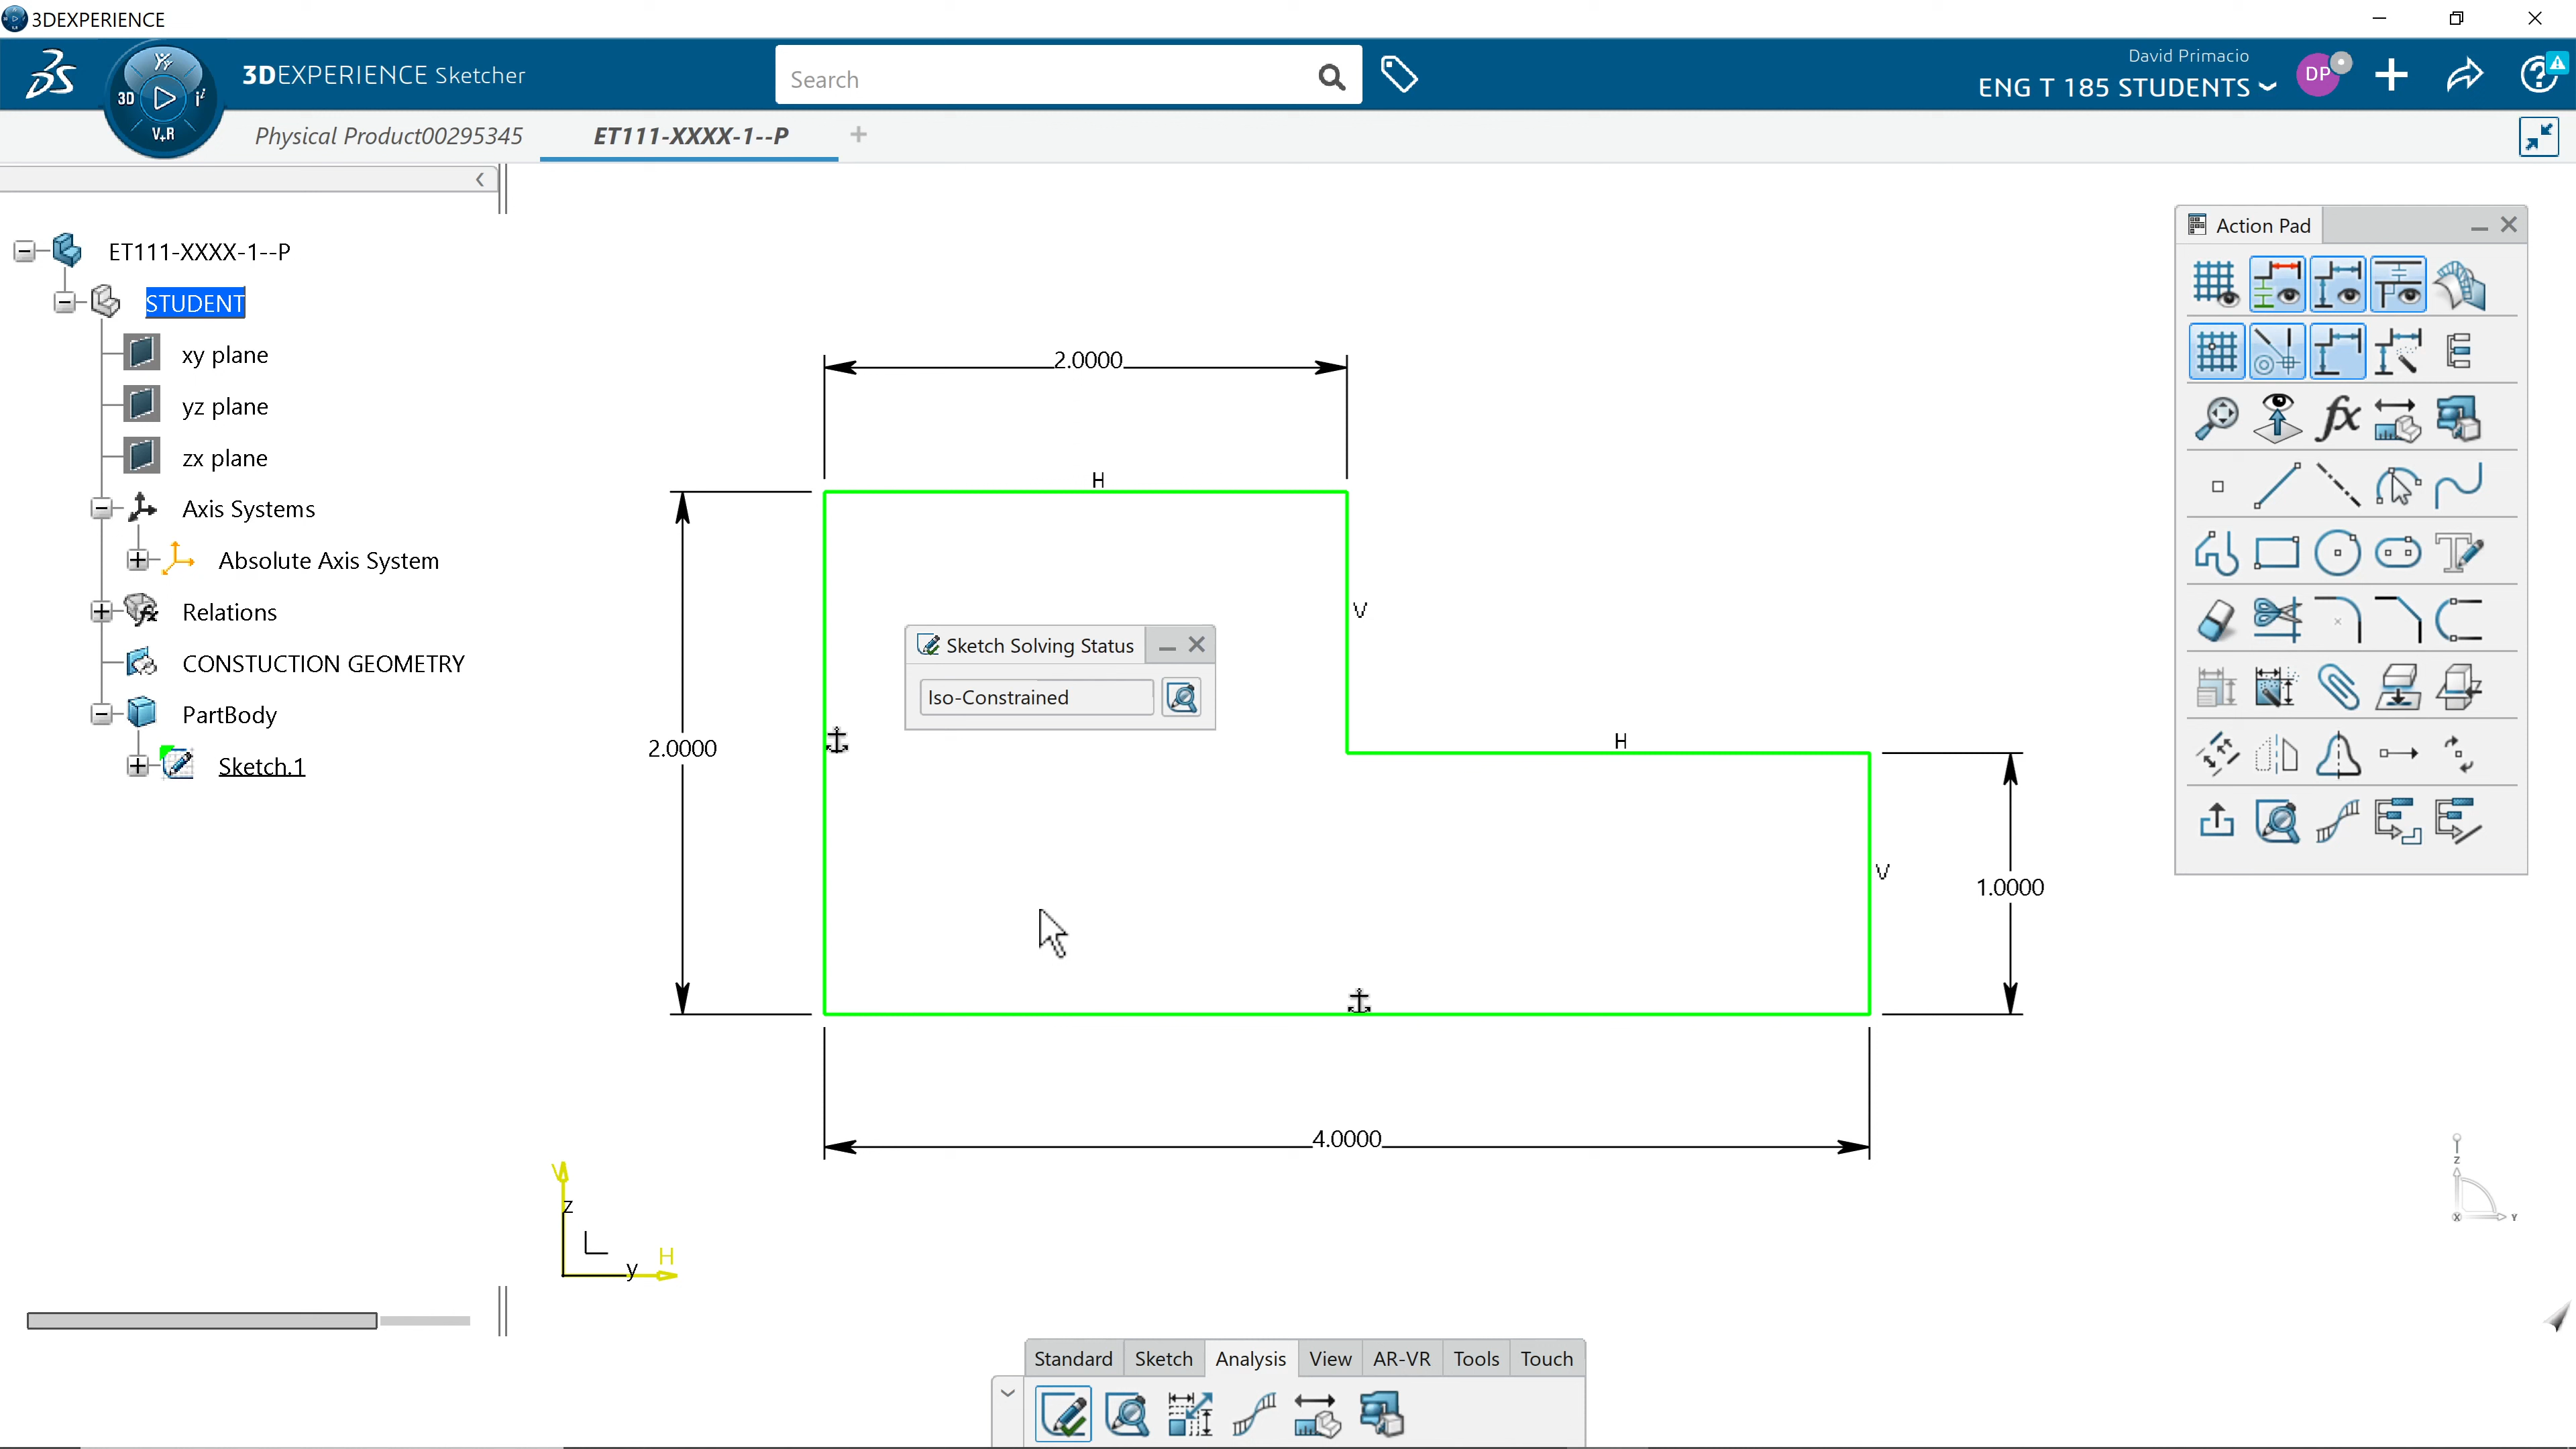 3DEXPERIENCE
3DEXPERIENCE Sketcher
3D
i²
V+R
Search
David Primacio
ENG T 185 STUDENTS
DP
Physical Product00295345
ET111-XXXX-1--P
ET111-XXXX-1--P
STUDENT
xy plane
yz plane
zx plane
Axis Systems
Absolute Axis System
Relations
CONSTUCTION GEOMETRY
PartBody
Sketch.1
2.0000
H
V
2.0000
H
V
1.0000
4.0000
Sketch Solving Status
Iso-Constrained
Action Pad
V
z
H
y
z
x
Y
Standard
Sketch
Analysis
View
AR-VR
Tools
Touch